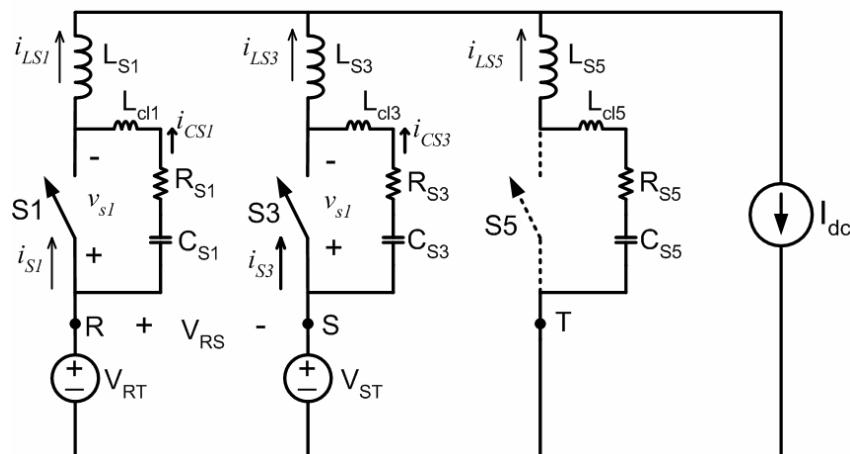 i_LS1
L_S1
i_LS3
L_S3
i_LS5
L_S5
L_cl1
i_CS1
L_cl3
i_CS3
L_cl5
-
-
R_S1
R_S3
R_S5
S1
v_s1
S3
v_s1
S5
I_dc
i_S1
+
C_S1
i_S3
+
C_S3
C_S5
R + V_RS - S
T
+
−
V_RT
+
−
V_ST